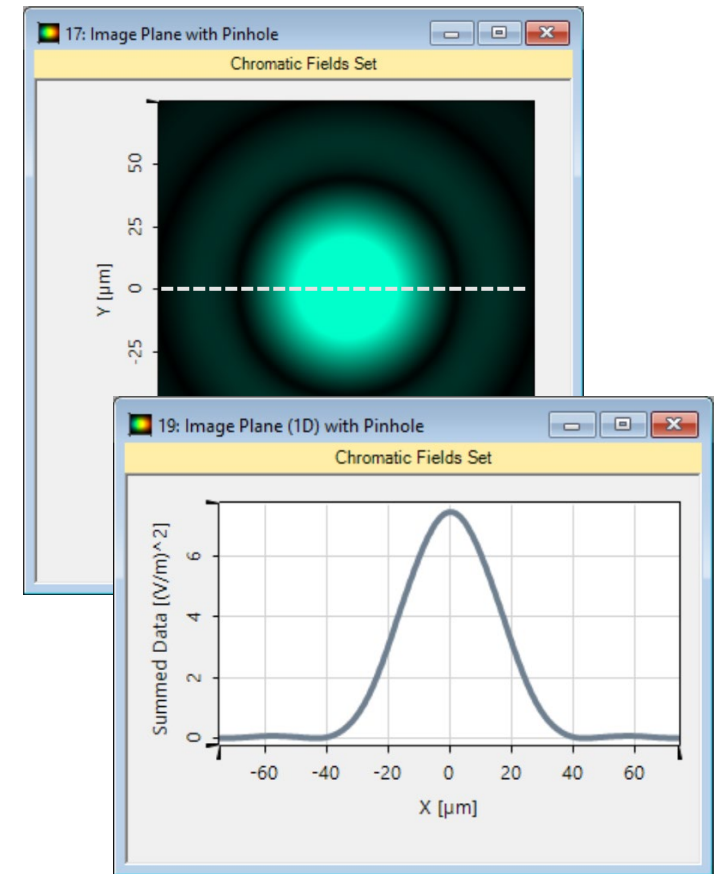 17: Image Plane with Pinhole
Chromatic Fields Set
50
25
0
-25
Y [µm]
19: Image Plane (1D) with Pinhole
Chromatic Fields Set
Summed Data [(V/m)^2]
6
4
2
0
-60 -40 -20 0 20 40 60
X [µm]